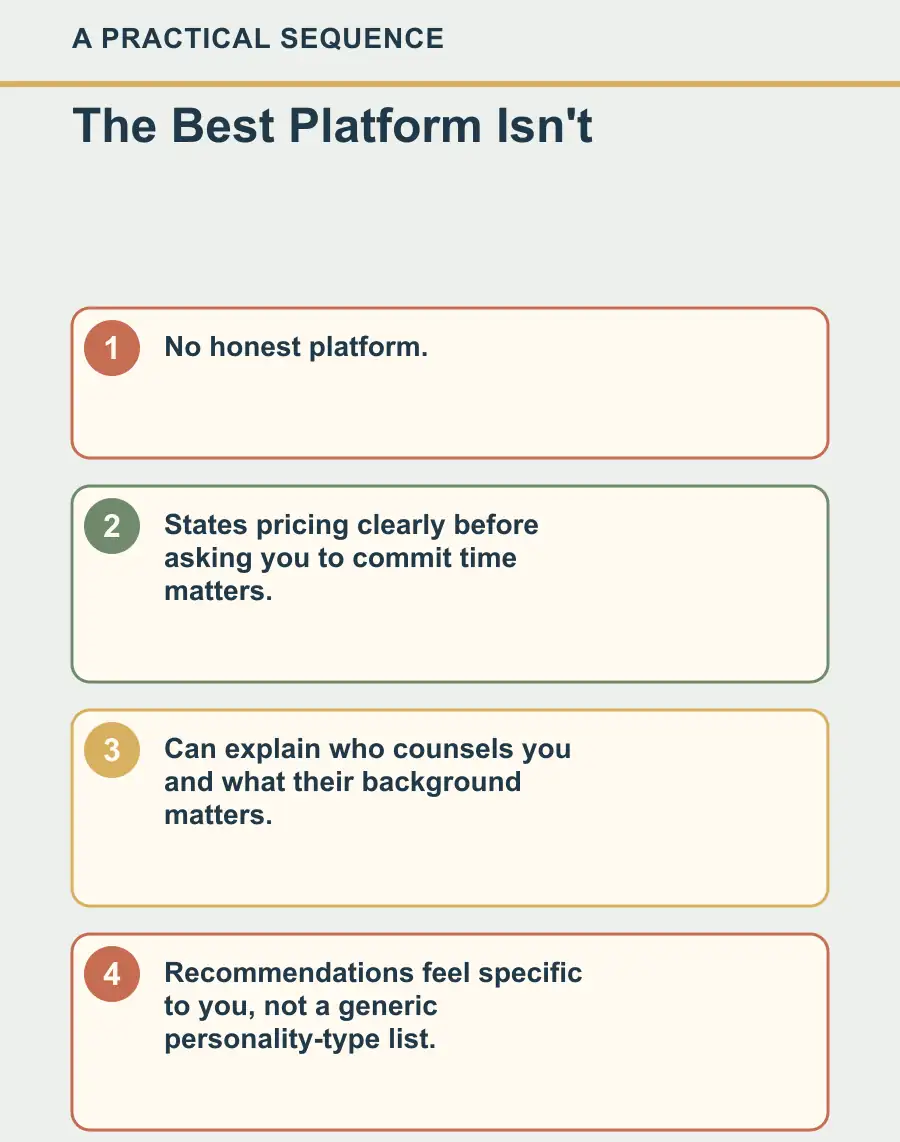 A PRACTICAL SEQUENCE
The Best Platform Isn't
1
No honest platform.
2
States pricing clearly before
asking you to commit time
matters.
3
Can explain who counsels you
and what their background
matters.
4
Recommendations feel specific
to you, not a generic
personality-type list.